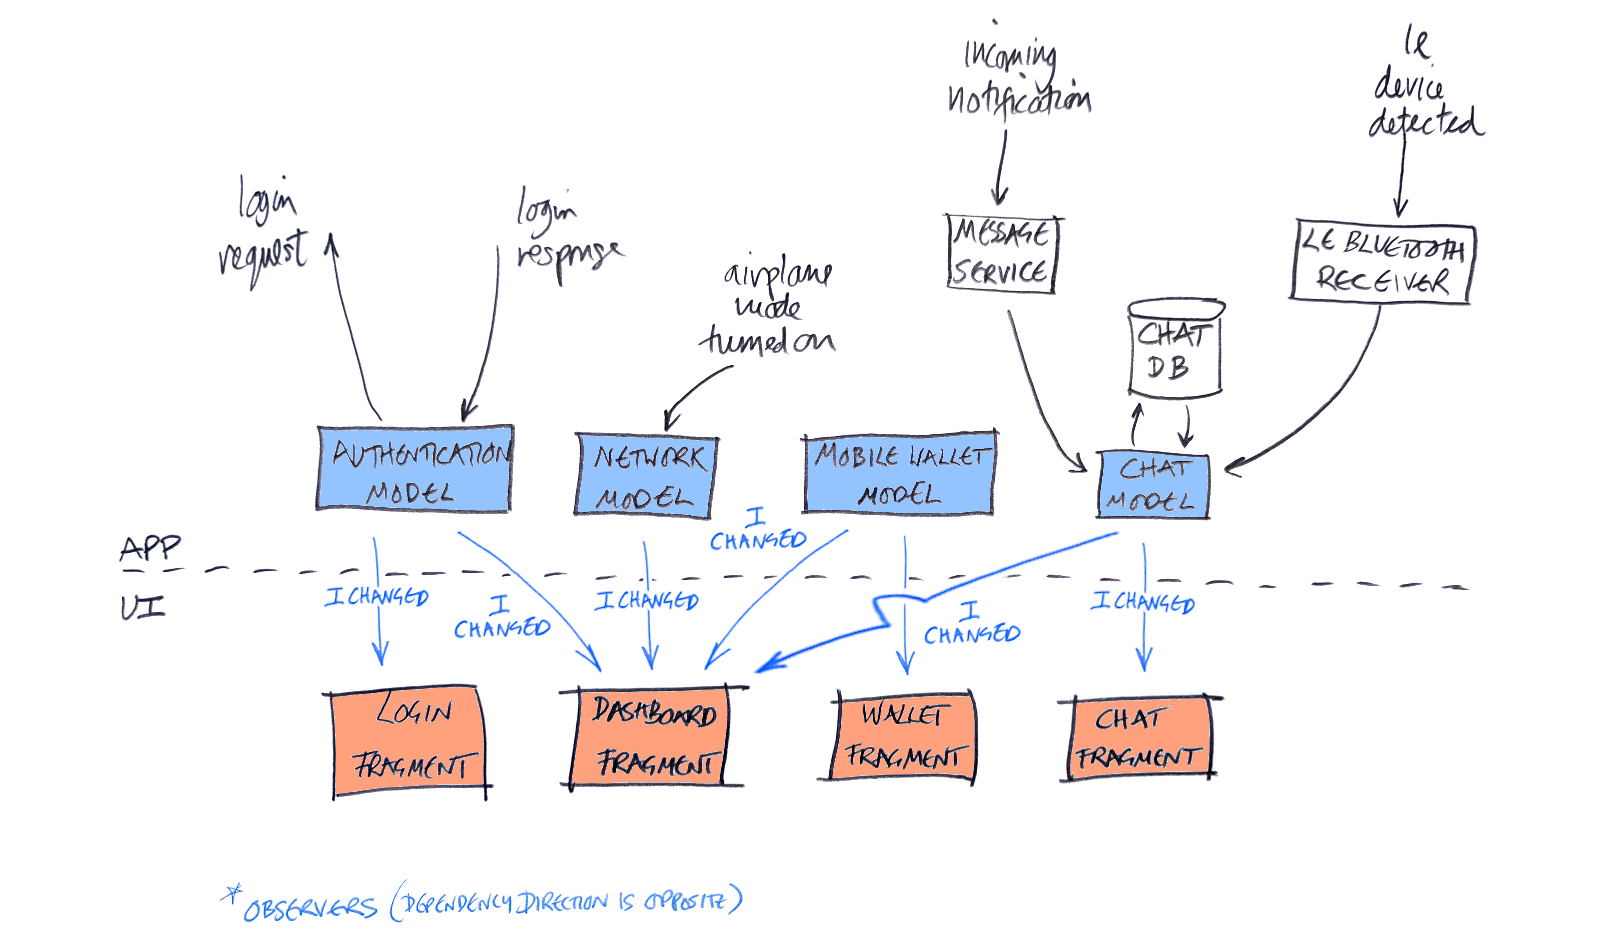 incoming
notification
le
device
detected
login
request
login
response
airplane
mode
turned on
MESSAGE
SERVICE
LE BLUETOOTH
RECEIVER
CHAT
DB
AUTHENTICATION
MODEL
NETWORK
MODEL
MOBILE WALLET
MODEL
CHAT
MODEL
I
CHANGED
APP
UI
I CHANGED
I
CHANGED
I CHANGED
I
CHANGED
I CHANGED
LOGIN
FRAGMENT
DASHBOARD
FRAGMENT
WALLET
FRAGMENT
CHAT
FRAGMENT
* OBSERVERS (DEPENDENCY DIRECTION IS OPPOSITE)